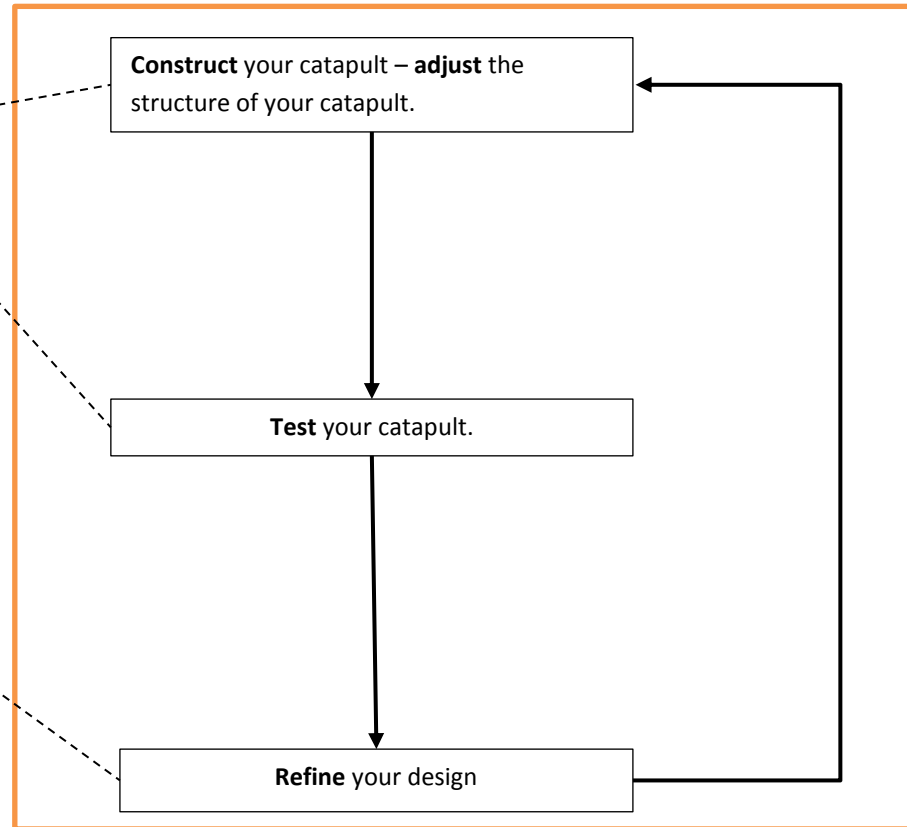 Construct your catapult – adjust the
structure of your catapult.
Test your catapult.
Refine your design